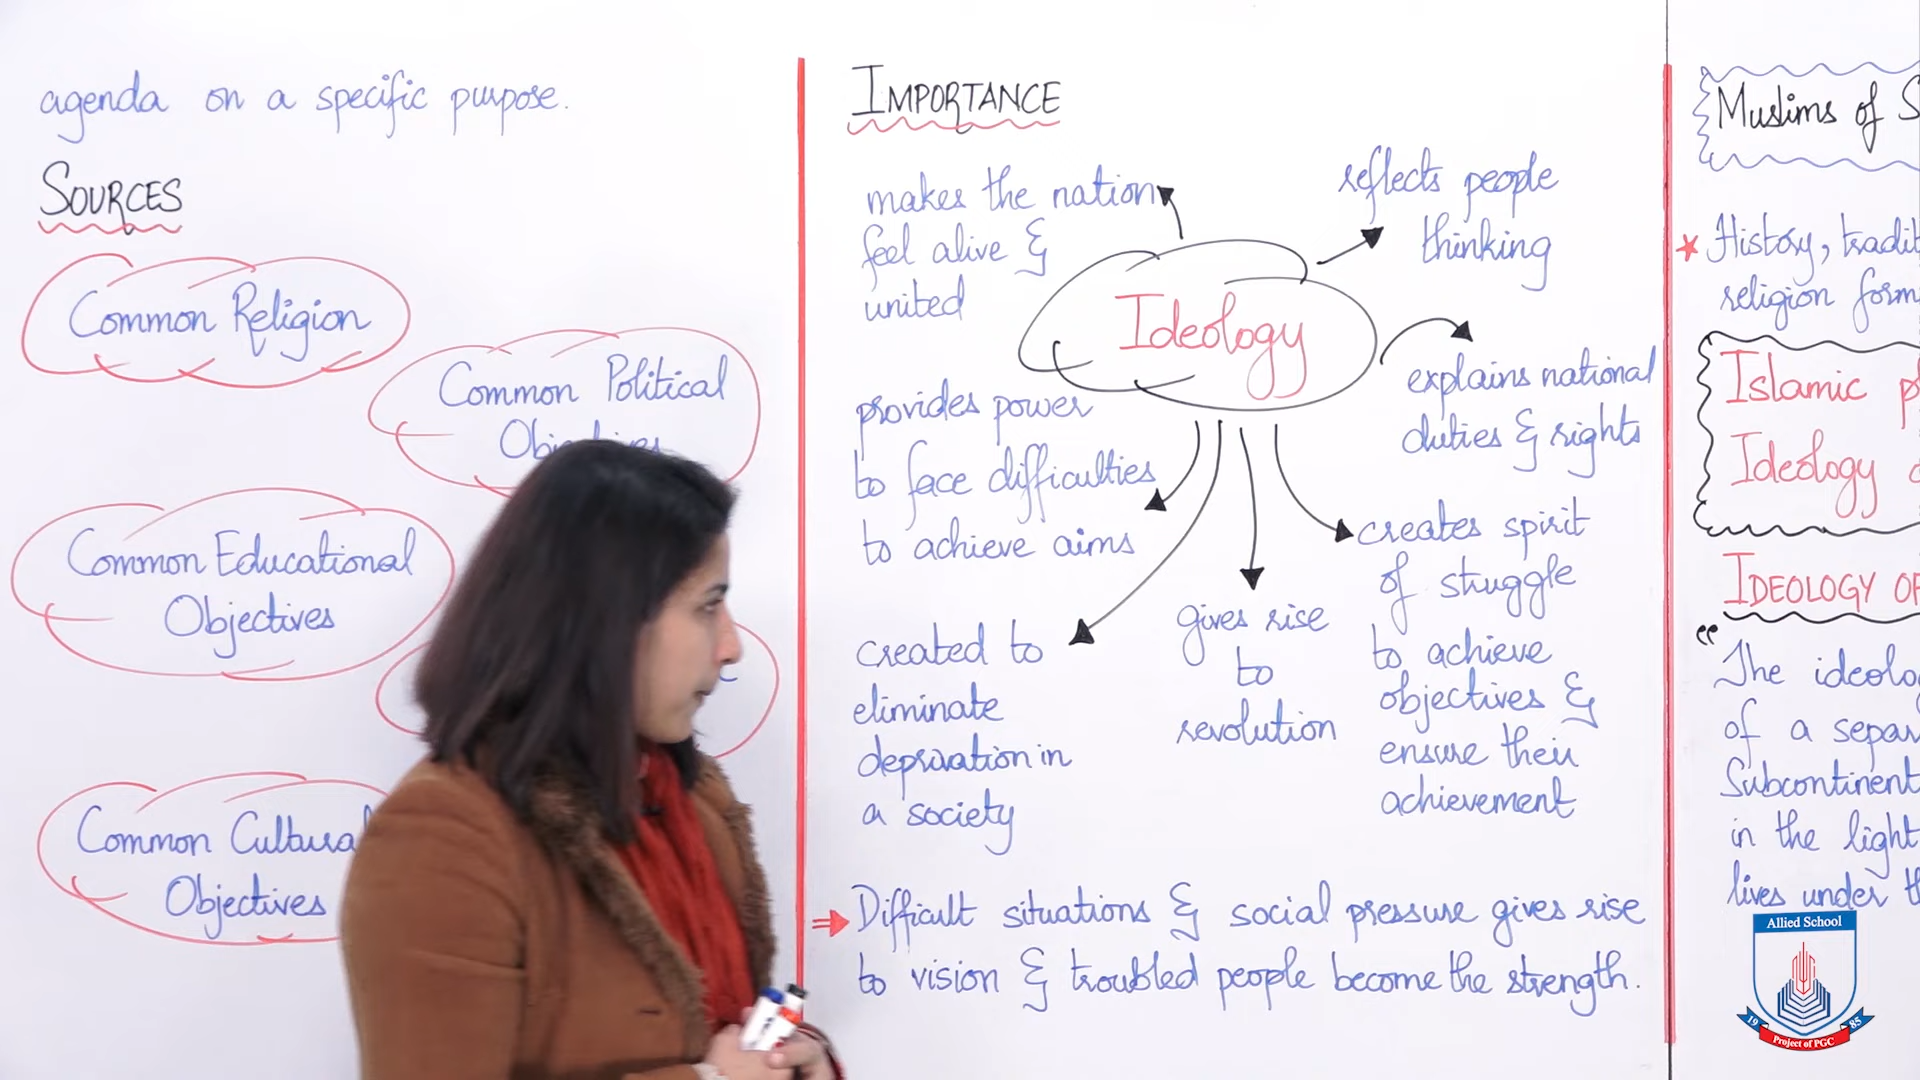 agenda on a specific purpose.
SOURCES
Common Religion
Common Political
Common Educational
Objectives
Common Cultural
Objectives
IMPORTANCE
makes the nation
feel alive &
united
reflects people
thinking
Ideology
explains national
duties & rights
provides power
to face difficulties
to achieve aims
creates spirit
of struggle
to achieve
objectives &
ensure their
achievement
gives rise
to
revolution
created to
eliminate
deprivation in
a society
⇒ Difficult situations & social pressure gives rise
to vision & troubled people become the strength.
Muslims of S
History, tradit
religion form
Islamic p
Ideology
IDEOLOGY OF
" The ideolo
of a separ
Subcontinent
in the light
lives under th
Allied School
19 85
Project of PGC